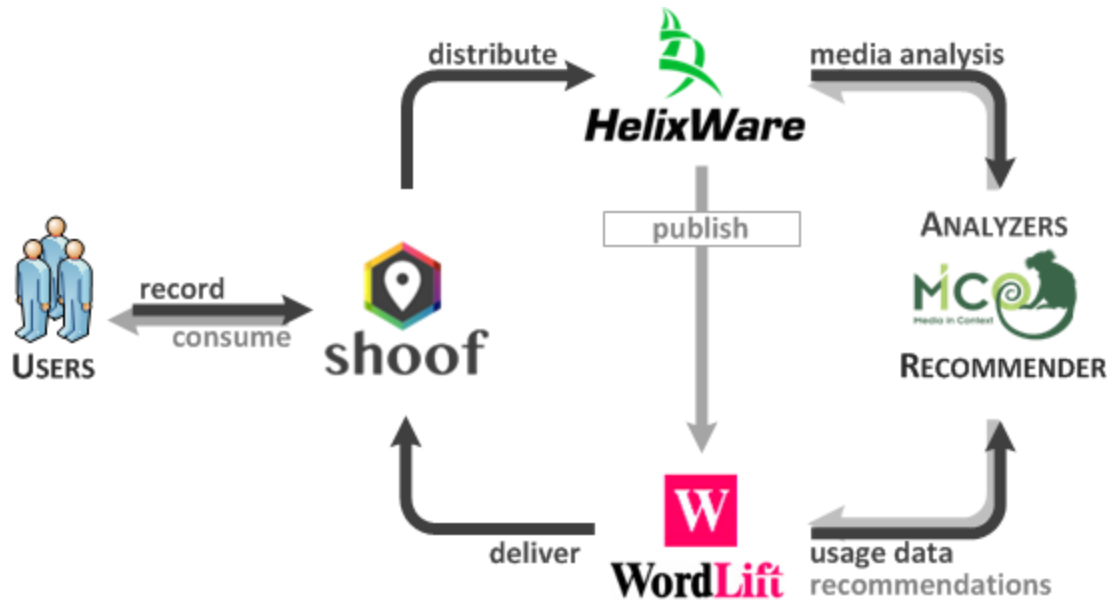 distribute
HelixWare
media analysis
publish
ANALYZERS
MICO
Media in Context
RECOMMENDER
record
consume
USERS
shoof
deliver
W
WordLift
usage data
recommendations